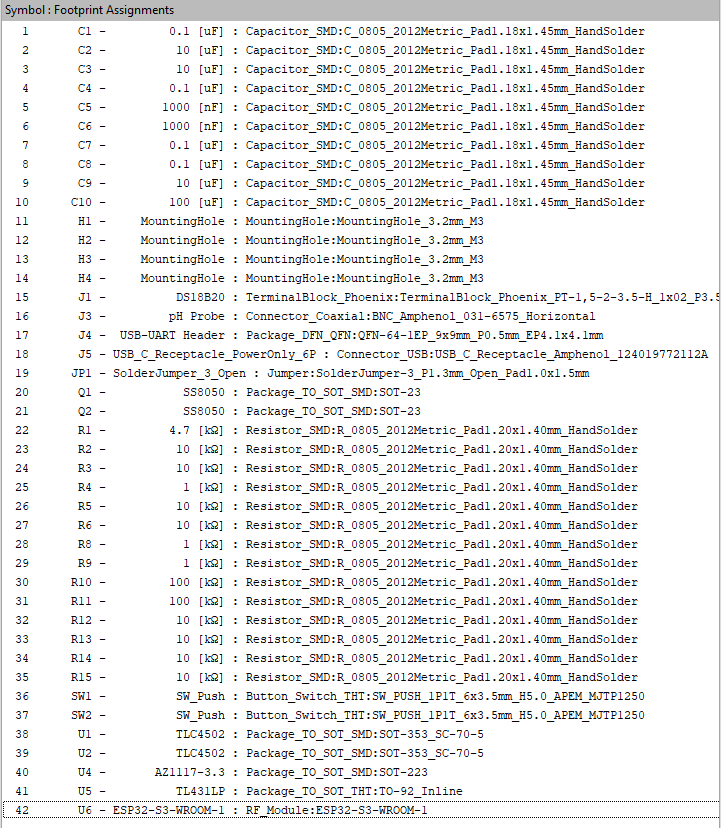 Symbol : Footprint Assignments
1 C1 - 0.1 [uF] : Capacitor_SMD:C_0805_2012Metric_Pad1.18x1.45mm_HandSolder
2 C2 - 10 [uF] : Capacitor_SMD:C_0805_2012Metric_Pad1.18x1.45mm_HandSolder
3 C3 - 10 [uF] : Capacitor_SMD:C_0805_2012Metric_Pad1.18x1.45mm_HandSolder
4 C4 - 0.1 [uF] : Capacitor_SMD:C_0805_2012Metric_Pad1.18x1.45mm_HandSolder
5 C5 - 1000 [nF] : Capacitor_SMD:C_0805_2012Metric_Pad1.18x1.45mm_HandSolder
6 C6 - 1000 [nF] : Capacitor_SMD:C_0805_2012Metric_Pad1.18x1.45mm_HandSolder
7 C7 - 0.1 [uF] : Capacitor_SMD:C_0805_2012Metric_Pad1.18x1.45mm_HandSolder
8 C8 - 0.1 [uF] : Capacitor_SMD:C_0805_2012Metric_Pad1.18x1.45mm_HandSolder
9 C9 - 10 [uF] : Capacitor_SMD:C_0805_2012Metric_Pad1.18x1.45mm_HandSolder
10 C10 - 100 [uF] : Capacitor_SMD:C_0805_2012Metric_Pad1.18x1.45mm_HandSolder
11 H1 - MountingHole : MountingHole:MountingHole_3.2mm_M3
12 H2 - MountingHole : MountingHole:MountingHole_3.2mm_M3
13 H3 - MountingHole : MountingHole:MountingHole_3.2mm_M3
14 H4 - MountingHole : MountingHole:MountingHole_3.2mm_M3
15 J1 - DS18B20 : TerminalBlock_Phoenix:TerminalBlock_Phoenix_PT-1,5-2-3.5-H_1x02_P3.5
16 J3 - pH Probe : Connector_Coaxial:BNC_Amphenol_031-6575_Horizontal
17 J4 - USB-UART Header : Package_DFN_QFN:QFN-64-1EP_9x9mm_P0.5mm_EP4.1x4.1mm
18 J5 - USB_C_Receptacle_PowerOnly_6P : Connector_USB:USB_C_Receptacle_Amphenol_124019772112A
19 JP1 - SolderJumper_3_Open : Jumper:SolderJumper-3_P1.3mm_Open_Pad1.0x1.5mm
20 Q1 - SS8050 : Package_TO_SOT_SMD:SOT-23
21 Q2 - SS8050 : Package_TO_SOT_SMD:SOT-23
22 R1 - 4.7 [kΩ] : Resistor_SMD:R_0805_2012Metric_Pad1.20x1.40mm_HandSolder
23 R2 - 10 [kΩ] : Resistor_SMD:R_0805_2012Metric_Pad1.20x1.40mm_HandSolder
24 R3 - 10 [kΩ] : Resistor_SMD:R_0805_2012Metric_Pad1.20x1.40mm_HandSolder
25 R4 - 1 [kΩ] : Resistor_SMD:R_0805_2012Metric_Pad1.20x1.40mm_HandSolder
26 R5 - 10 [kΩ] : Resistor_SMD:R_0805_2012Metric_Pad1.20x1.40mm_HandSolder
27 R6 - 10 [kΩ] : Resistor_SMD:R_0805_2012Metric_Pad1.20x1.40mm_HandSolder
28 R8 - 1 [kΩ] : Resistor_SMD:R_0805_2012Metric_Pad1.20x1.40mm_HandSolder
29 R9 - 1 [kΩ] : Resistor_SMD:R_0805_2012Metric_Pad1.20x1.40mm_HandSolder
30 R10 - 100 [kΩ] : Resistor_SMD:R_0805_2012Metric_Pad1.20x1.40mm_HandSolder
31 R11 - 100 [kΩ] : Resistor_SMD:R_0805_2012Metric_Pad1.20x1.40mm_HandSolder
32 R12 - 10 [kΩ] : Resistor_SMD:R_0805_2012Metric_Pad1.20x1.40mm_HandSolder
33 R13 - 10 [kΩ] : Resistor_SMD:R_0805_2012Metric_Pad1.20x1.40mm_HandSolder
34 R14 - 10 [kΩ] : Resistor_SMD:R_0805_2012Metric_Pad1.20x1.40mm_HandSolder
35 R15 - 10 [kΩ] : Resistor_SMD:R_0805_2012Metric_Pad1.20x1.40mm_HandSolder
36 SW1 - SW_Push : Button_Switch_THT:SW_PUSH_1P1T_6x3.5mm_H5.0_APEM_MJTP1250
37 SW2 - SW_Push : Button_Switch_THT:SW_PUSH_1P1T_6x3.5mm_H5.0_APEM_MJTP1250
38 U1 - TLC4502 : Package_TO_SOT_SMD:SOT-353_SC-70-5
39 U2 - TLC4502 : Package_TO_SOT_SMD:SOT-353_SC-70-5
40 U4 - AZ1117-3.3 : Package_TO_SOT_SMD:SOT-223
41 U5 - TL431LP : Package_TO_SOT_THT:TO-92_Inline
42 U6 - ESP32-S3-WROOM-1 : RF_Module:ESP32-S3-WROOM-1